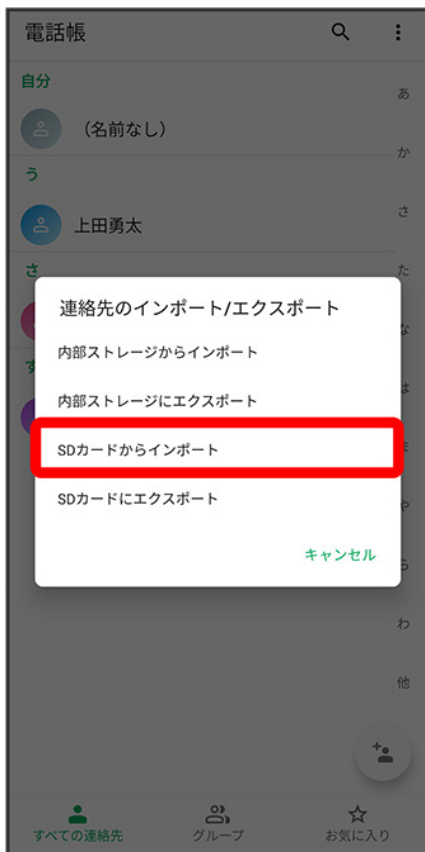 電話帳
自分
あ
(名前なし)
か
う
さ
上田勇太
さ
た
連絡先のインポート/エクスポート
な
内部ストレージからインポート
す
は
内部ストレージにエクスポート
SDカードからインポート
ま
SDカードにエクスポート
や
キャンセル
ら
わ
他
すべての連絡先
グループ
お気に入り